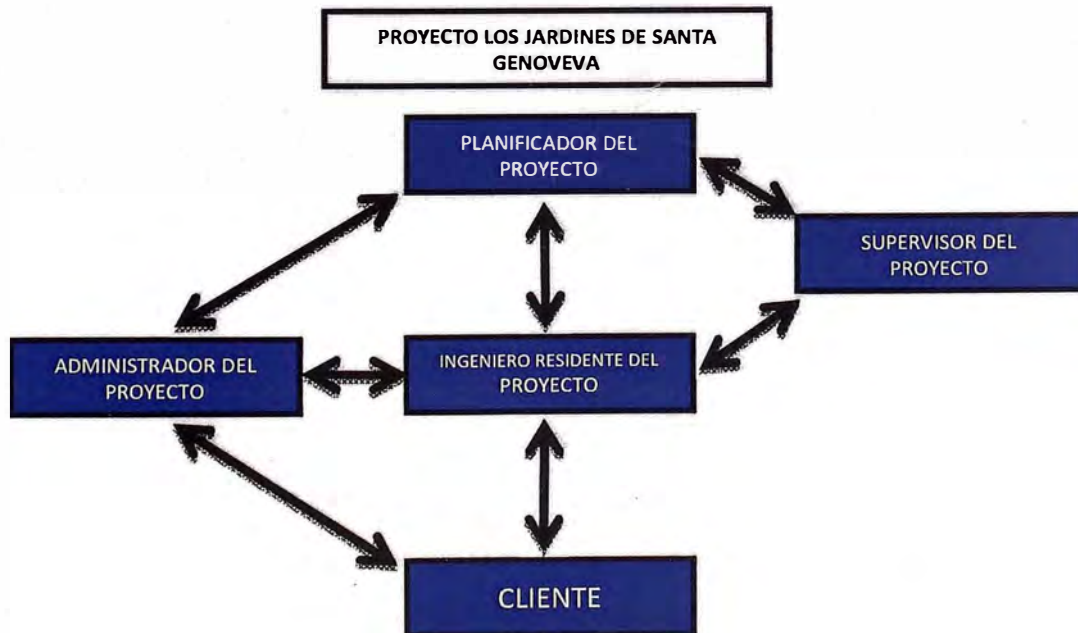 PROYECTO LOS JARDINES DE SANTA
GENOVEVA
PLANIFICADOR DEL
PROYECTO
SUPERVISOR DEL
PROYECTO
ADMINISTRADOR DEL
PROYECTO
INGENIERO RESIDENTE DEL
PROYECTO
CLIENTE